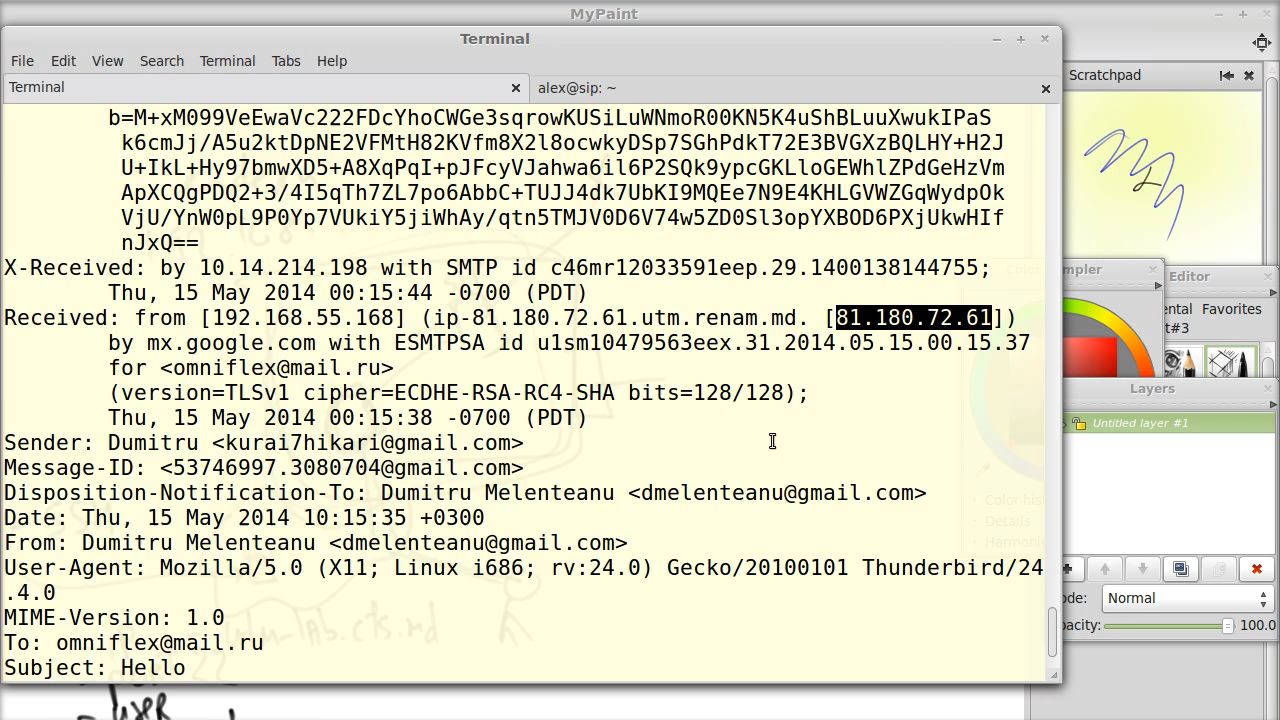 MyPaint
Terminal
File Edit View Search Terminal Tabs Help
Terminal
alex@sip: ~
b=M+xM099VeEwaVc222FDcYhoCWGe3sqrowKUSiLuWNmoR00KN5K4uShBLuuXwukIPaS
k6cmJj/A5u2ktDpNE2VFMtH82KVfm8X2l8ocwkyDSp7SGhPdkT72E3BVGXzBQLHY+H2J
U+IkL+Hy97bmwXD5+A8XqPqI+pJFcyVJahwa6il6P2SQk9ypcGKLloGEWhlZPdGeHzVm
ApXCQgPDQ2+3/4I5qTh7ZL7po6AbbC+TUJJ4dk7UbKI9MQEe7N9E4KHLGVWZGqWydpOk
VjU/YnW0pL9P0Yp7VUkiY5jiWhAy/qtn5TMJV0D6V74w5ZD0Sl3opYXBOD6PXjUkwHIf
nJxQ==
X-Received: by 10.14.214.198 with SMTP id c46mr12033591eep.29.1400138144755;
Thu, 15 May 2014 00:15:44 -0700 (PDT)
Received: from [192.168.55.168] (ip-81.180.72.61.utm.renam.md. [81.180.72.61])
by mx.google.com with ESMTPSA id u1sm10479563eex.31.2014.05.15.00.15.37
for <omniflex@mail.ru>
(version=TLSv1 cipher=ECDHE-RSA-RC4-SHA bits=128/128);
Thu, 15 May 2014 00:15:38 -0700 (PDT)
Sender: Dumitru <kurai7hikari@gmail.com>
Message-ID: <53746997.3080704@gmail.com>
Disposition-Notification-To: Dumitru Melenteanu <dmelenteanu@gmail.com>
Date: Thu, 15 May 2014 10:15:35 +0300
From: Dumitru Melenteanu <dmelenteanu@gmail.com>
User-Agent: Mozilla/5.0 (X11; Linux i686; rv:24.0) Gecko/20100101 Thunderbird/24
.4.0
MIME-Version: 1.0
To: omniflex@mail.ru
Subject: Hello
Scratchpad
mpler
Editor
ental Favorites
t#3
Layers
Untitled layer #1
Color his
Details
Harmoni
ode: Normal
pacity: 100.0